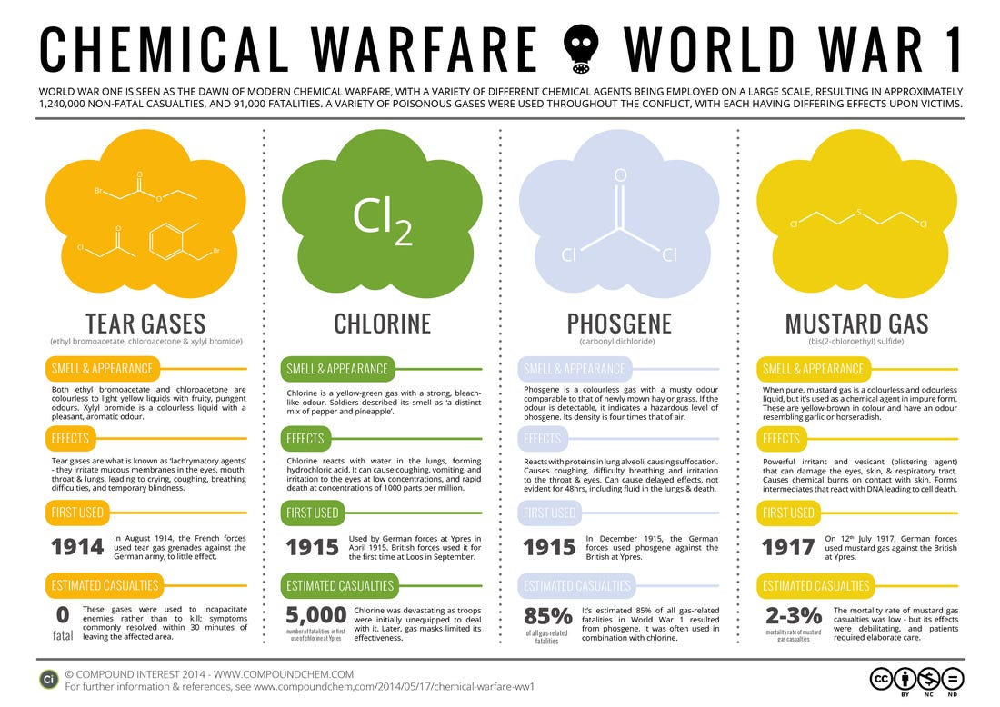 CHEMICAL WARFARE WORLD WAR 1
WORLD WAR ONE IS SEEN AS THE DAWN OF MODERN CHEMICAL WARFARE, WITH A VARIETY OF DIFFERENT CHEMICAL AGENTS BEING EMPLOYED ON A LARGE SCALE, RESULTING IN APPROXIMATELY
1,240,000 NON-FATAL CASUALTIES, AND 91,000 FATALITIES. A VARIETY OF POISONOUS GASES WERE USED THROUGHOUT THE CONFLICT, WITH EACH HAVING DIFFERING EFFECTS UPON VICTIMS.
O
Br
O
O
Cl
Br
TEAR GASES
(ethyl bromoacetate, chloroacetone & xylyl bromide)
SMELL & APPEARANCE
Both ethyl bromoacetate and chloroacetone are
colourless to light yellow liquids with fruity, pungent
odours. Xylyl bromide is a colourless liquid with a
pleasant, aromatic odour.
EFFECTS
Tear gases are what is known as 'lachrymatory agents'
- they irritate mucous membranes in the eyes, mouth,
throat & lungs, leading to crying, coughing, breathing
difficulties, and temporary blindness.
FIRST USED
1914
In August 1914, the French forces
used tear gas grenades against the
German army, to little effect.
ESTIMATED CASUALTIES
0
fatal
These gases were used to incapacitate
enemies rather than to kill; symptoms
commonly resolved within 30 minutes of
leaving the affected area.
Cl2
CHLORINE
SMELL & APPEARANCE
Chlorine is a yellow-green gas with a strong, bleach-
like odour. Soldiers described its smell as 'a distinct
mix of pepper and pineapple'.
EFFECTS
Chlorine reacts with water in the lungs, forming
hydrochloric acid. It can cause coughing, vomiting, and
irritation to the eyes at low concentrations, and rapid
death at concentrations of 1000 parts per million.
FIRST USED
1915
Used by German forces at Ypres in
April 1915. British forces used it for
the first time at Loos in September.
ESTIMATED CASUALTIES
5,000
number of fatalities in first
use of chlorine at Ypres
Chlorine was devastating as troops
were initially unequipped to deal
with it. Later, gas masks limited its
effectiveness.
O
Cl
Cl
PHOSGENE
(carbonyl dichloride)
SMELL & APPEARANCE
Phosgene is a colourless gas with a musty odour
comparable to that of newly mown hay or grass. If the
odour is detectable, it indicates a hazardous level of
phosgene. Its density is four times that of air.
EFFECTS
Reacts with proteins in lung alveoli, causing suffocation.
Causes coughing, difficulty breathing and irritation
to the throat & eyes. Can cause delayed effects, not
evident for 48hrs, including fluid in the lungs & death.
FIRST USED
1915
In December 1915, the German
forces used phosgene against the
British at Ypres.
ESTIMATED CASUALTIES
85%
of all gas-related
fatalities
It's estimated 85% of all gas-related
fatalities in World War 1 resulted
from phosgene. It was often used in
combination with chlorine.
Cl
S
Cl
MUSTARD GAS
(bis(2-chloroethyl) sulfide)
SMELL & APPEARANCE
When pure, mustard gas is a colourless and odourless
liquid, but it's used as a chemical agent in impure form.
These are yellow-brown in colour and have an odour
resembling garlic or horseradish.
EFFECTS
Powerful irritant and vesicant (blistering agent)
that can damage the eyes, skin, & respiratory tract.
Causes chemical burns on contact with skin. Forms
intermediates that react with DNA leading to cell death.
FIRST USED
1917
On 12th July 1917, German forces
used mustard gas against the British
at Ypres.
ESTIMATED CASUALTIES
2-3%
mortality rate of mustard
gas casualties
The mortality rate of mustard gas
casualties was low - but its effects
were debilitating, and patients
required elaborate care.
Ci
© COMPOUND INTEREST 2014 - WWW.COMPOUNDCHEM.COM
For further information & references, see www.compoundchem,com/2014/05/17/chemical-warfare-ww1
cc
BY NC ND